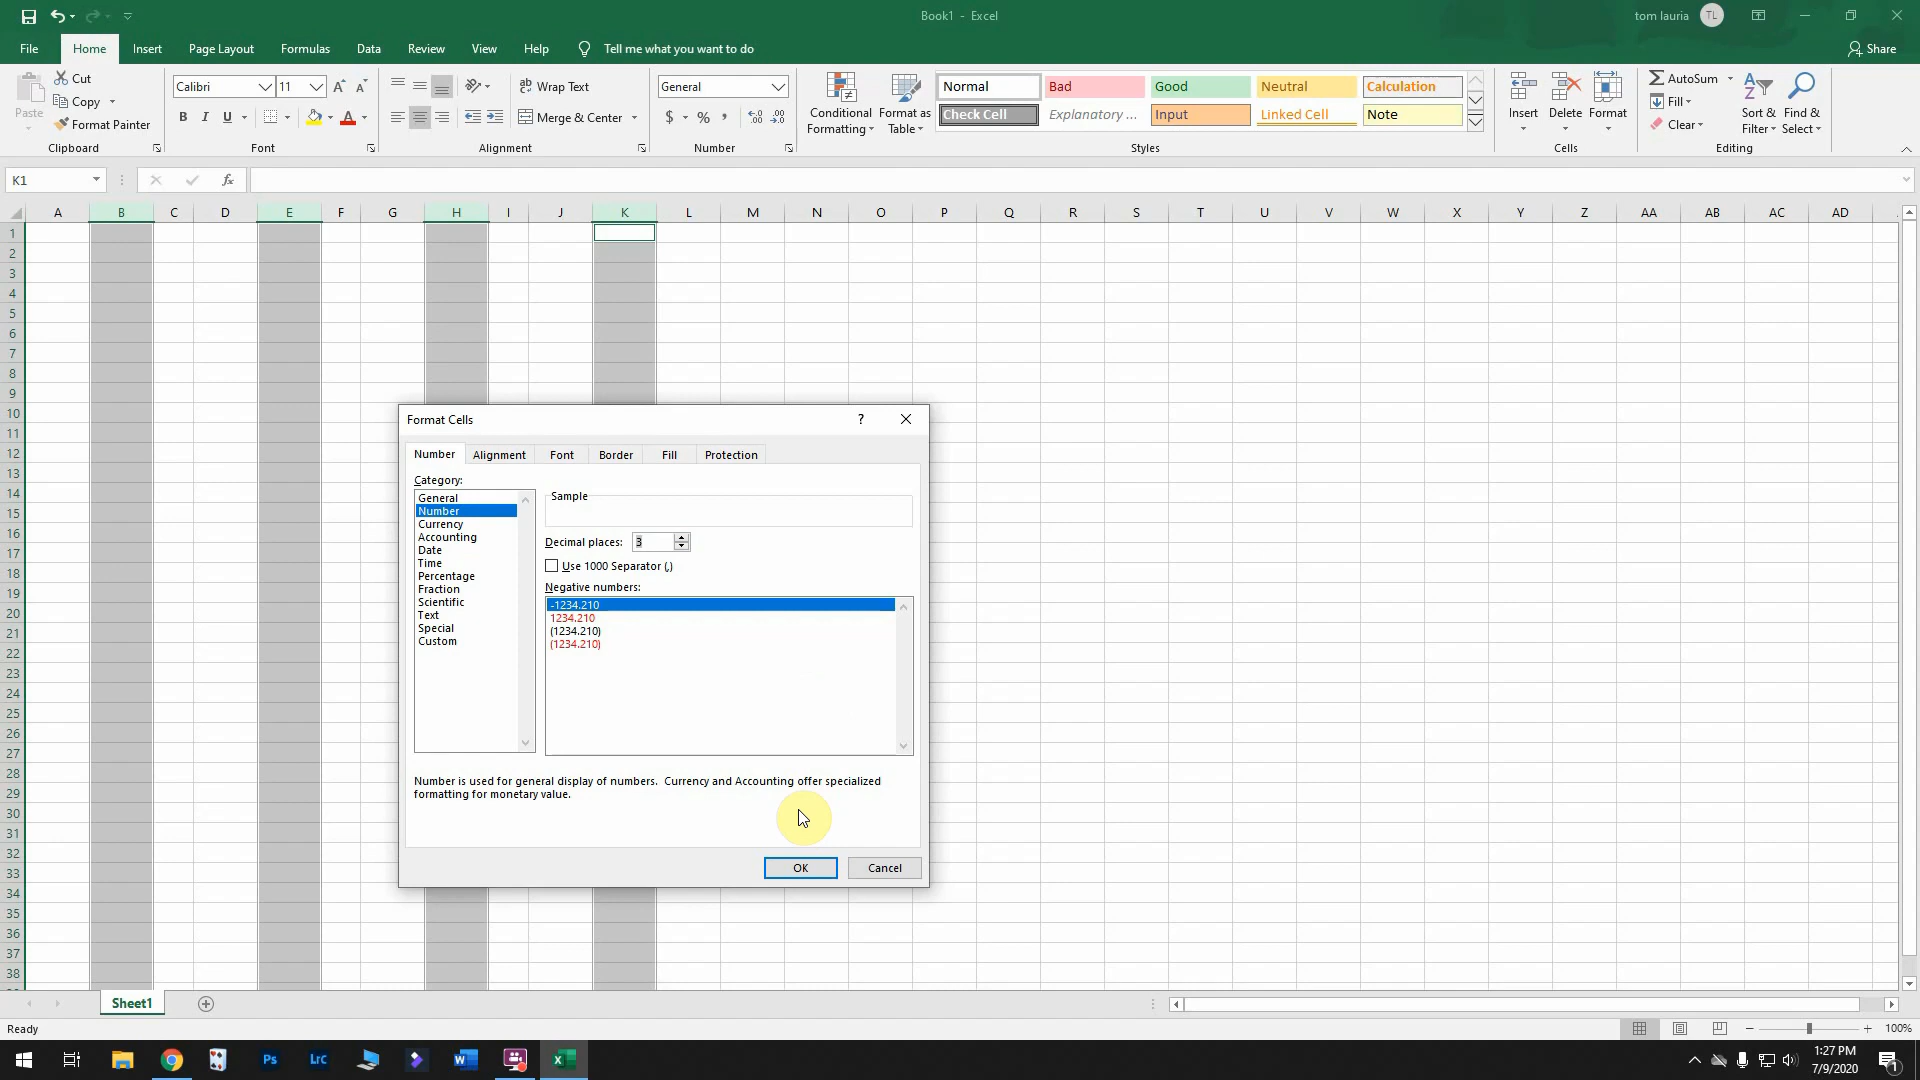 Book1 - Excel
tom lauria TL
File Home Insert Page Layout Formulas Data Review View Help Tell me what you want to do Share
Paste Cut
Copy
Format Painter
Clipboard
Calibri 11 A A
B I U A
Font
ab Wrap Text
Merge & Center
Alignment
General
$ % , .00 .0
Number
Conditional Formatting
Format as Table
Normal Bad Good Neutral Calculation
Check Cell Explanatory ... Input Linked Cell Note
Styles
Insert Delete Format
Cells
AutoSum
Fill
Clear
Sort & Filter
Find & Select
Editing
K1 fx
A B C D E F G H I J K L M N O P Q R S T U V W X Y Z AA AB AC AD
1
2
3
4
5
6
7
8
9
10
11
12
13
14
15
16
17
18
19
20
21
22
23
24
25
26
27
28
29
30
31
32
33
34
35
36
37
38
Format Cells ?
Number Alignment Font Border Fill Protection
Category:
General
Number
Currency
Accounting
Date
Time
Percentage
Fraction
Scientific
Text
Special
Custom
Sample
Decimal places: 3
Use 1000 Separator (,)
Negative numbers:
-1234.210
1234.210
(1234.210)
(1234.210)
Number is used for general display of numbers. Currency and Accounting offer specialized
formatting for monetary value.
OK Cancel
Sheet1
Ready 100%
Ps Lrc W X
1:27 PM
7/9/2020
1